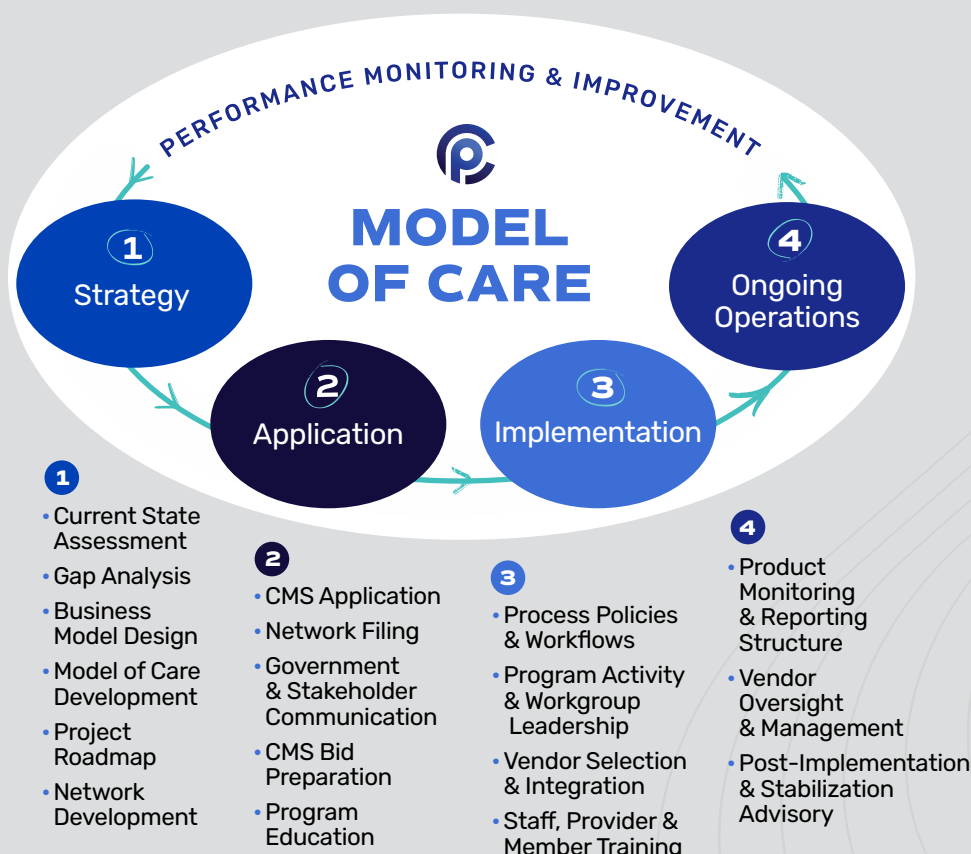 PERFORMANCE MONITORING & IMPROVEMENT
MODEL
OF CARE
1
Strategy
2
Application
3
Implementation
4
Ongoing
Operations
1
• Current State
Assessment
• Gap Analysis
• Business
Model Design
• Model of Care
Development
• Project
Roadmap
• Network
Development
2
• CMS Application
• Network Filing
• Government
& Stakeholder
Communication
• CMS Bid
Preparation
• Program
Education
3
• Process Policies
& Workflows
• Program Activity
& Workgroup
Leadership
• Vendor Selection
& Integration
• Staff, Provider &
Member Training
4
• Product
Monitoring
& Reporting
Structure
• Vendor
Oversight
& Management
• Post-Implementation
& Stabilization
Advisory